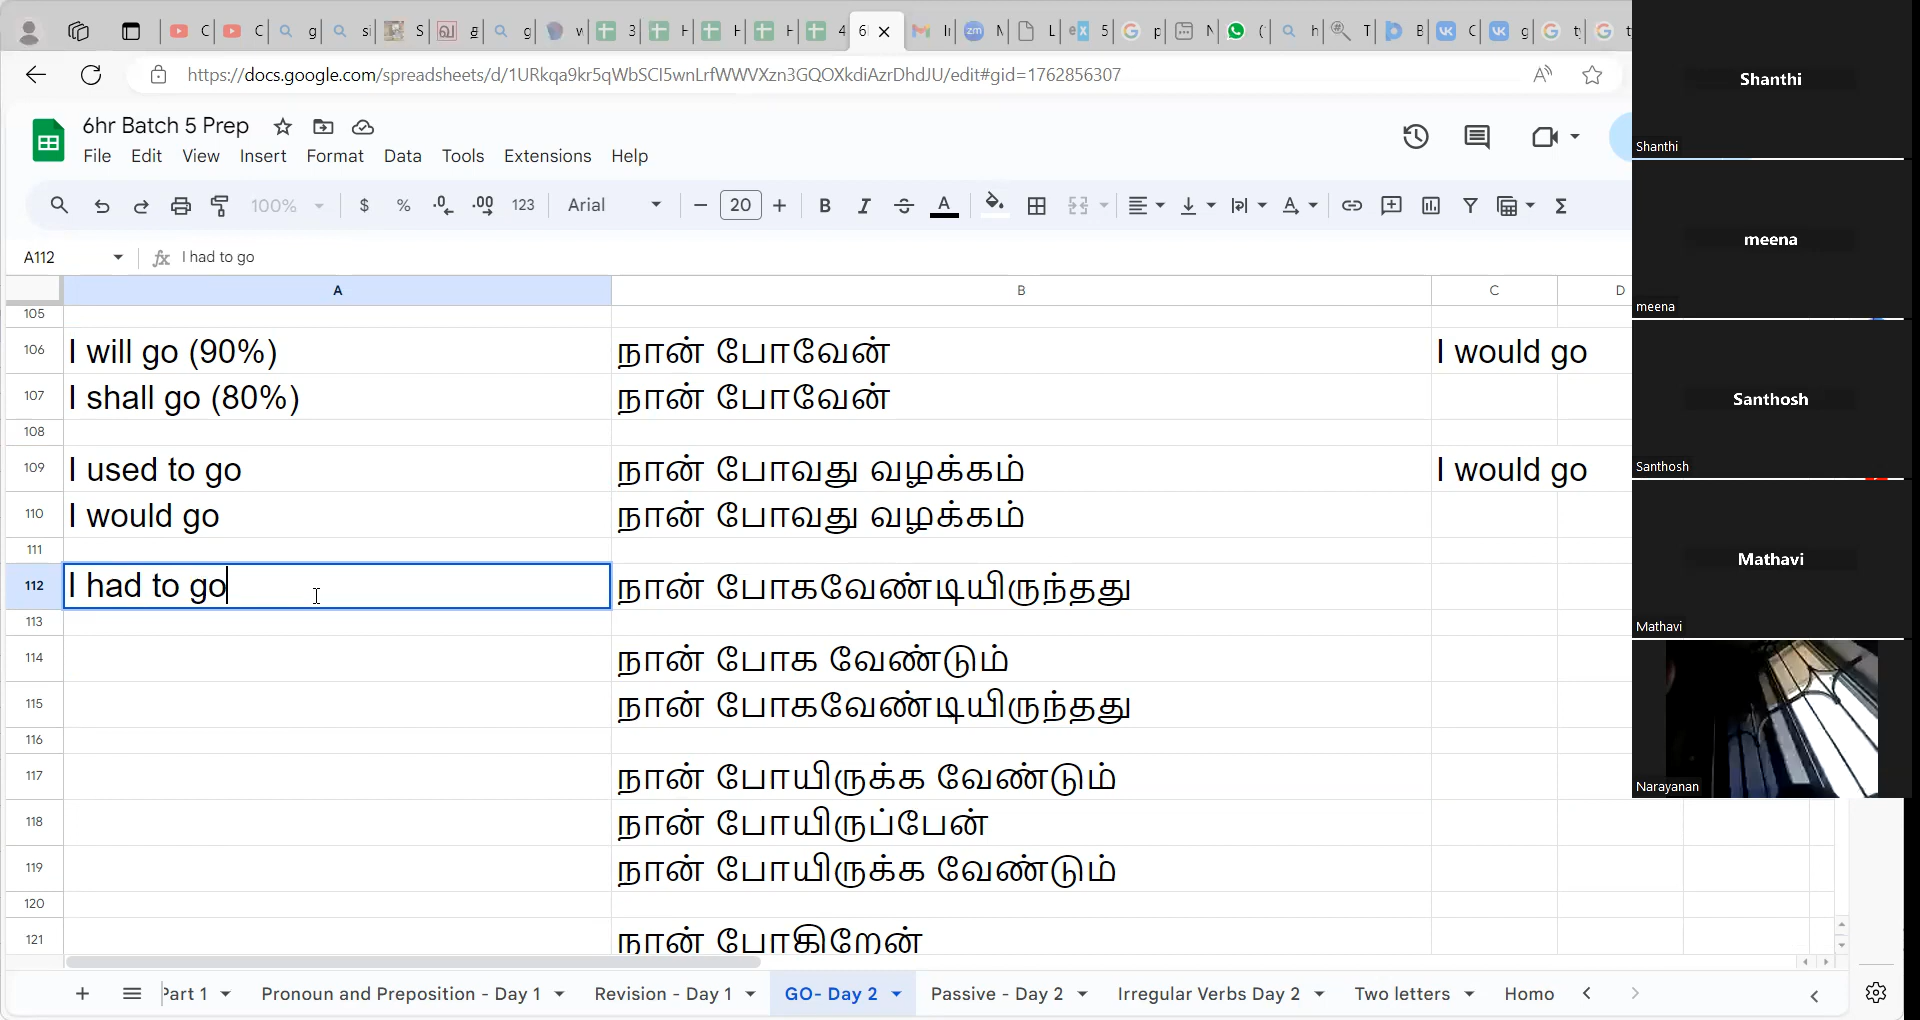 https://docs.google.com/spreadsheets/d/1URkqa9kr5qWbSCI5wnLrfWWVXzn3GQOXkdiAzrDhdJU/edit#gid=1762856307
6hr Batch 5 Prep
File Edit View Insert Format Data Tools Extensions Help
100% $ % .0 .00 123 Arial 20 B I A
A112 fx I had to go
A B C D
105
106 I will go (90%) நான் போவேன் I would go
107 I shall go (80%) நான் போவேன்
108
109 I used to go நான் போவது வழக்கம் I would go
110 I would go நான் போவது வழக்கம்
111
112 I had to go நான் போகவேண்டியிருந்தது
113
114 நான் போக வேண்டும்
115 நான் போகவேண்டியிருந்தது
116
117 நான் போயிருக்க வேண்டும்
118 நான் போயிருப்பேன்
119 நான் போயிருக்க வேண்டும்
120
121 நான் போகிறேன்
Part 1 Pronoun and Preposition - Day 1 Revision - Day 1 GO- Day 2 Passive - Day 2 Irregular Verbs Day 2 Two letters Homo
Shanthi
Shanthi
meena
meena
Santhosh
Santhosh
Mathavi
Mathavi
Narayanan